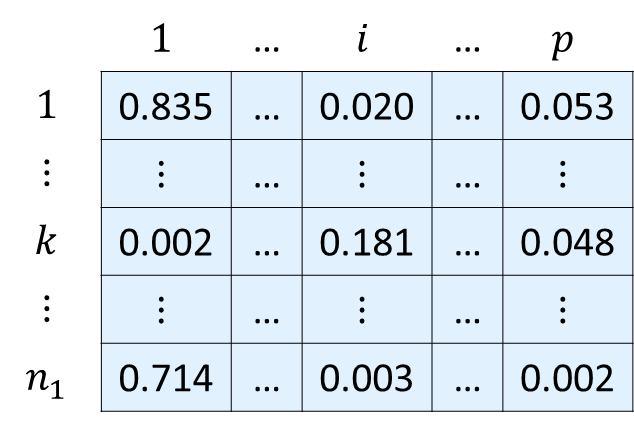 1 … i … p
1 0.835 … 0.020 … 0.053
⋮ ⋮ … ⋮ … ⋮
k 0.002 … 0.181 … 0.048
⋮ ⋮ … ⋮ … ⋮
n₁ 0.714 … 0.003 … 0.002